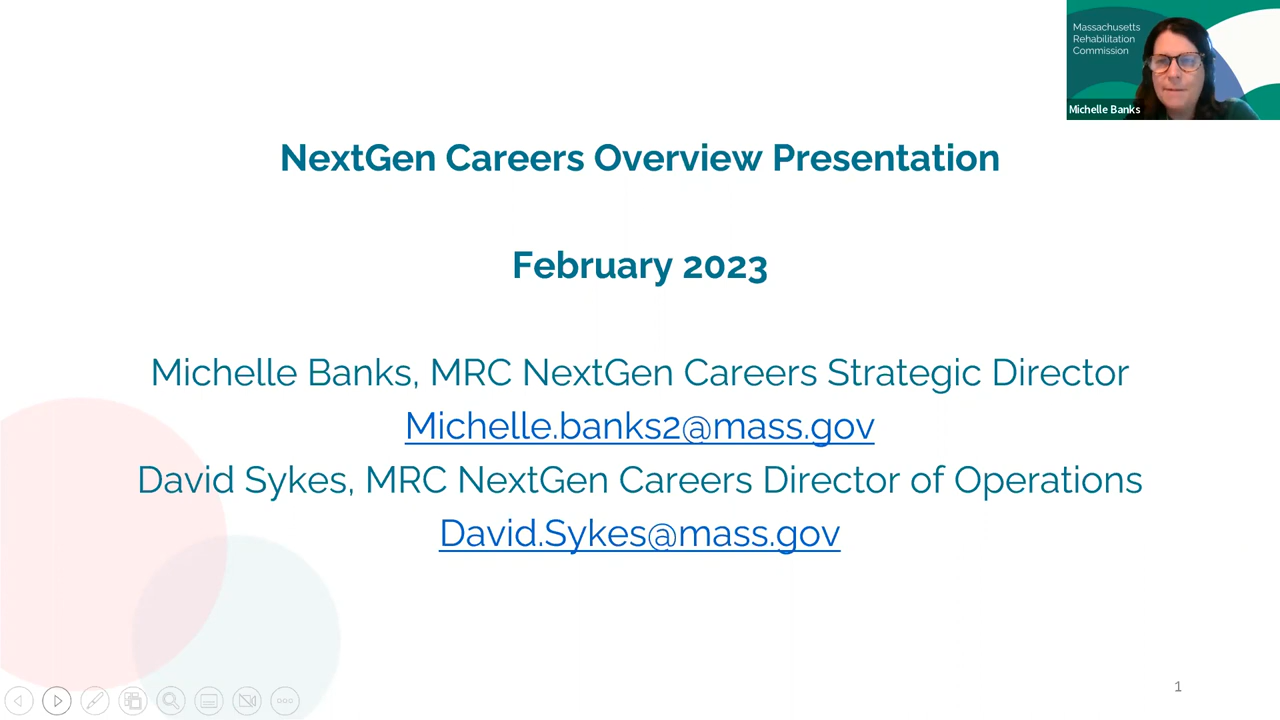 Massachusetts
Rehabilitation
Commission
Michelle Banks
NextGen Careers Overview Presentation
February 2023
Michelle Banks, MRC NextGen Careers Strategic Director
Michelle.banks2@mass.gov
David Sykes, MRC NextGen Careers Director of Operations
David.Sykes@mass.gov
1